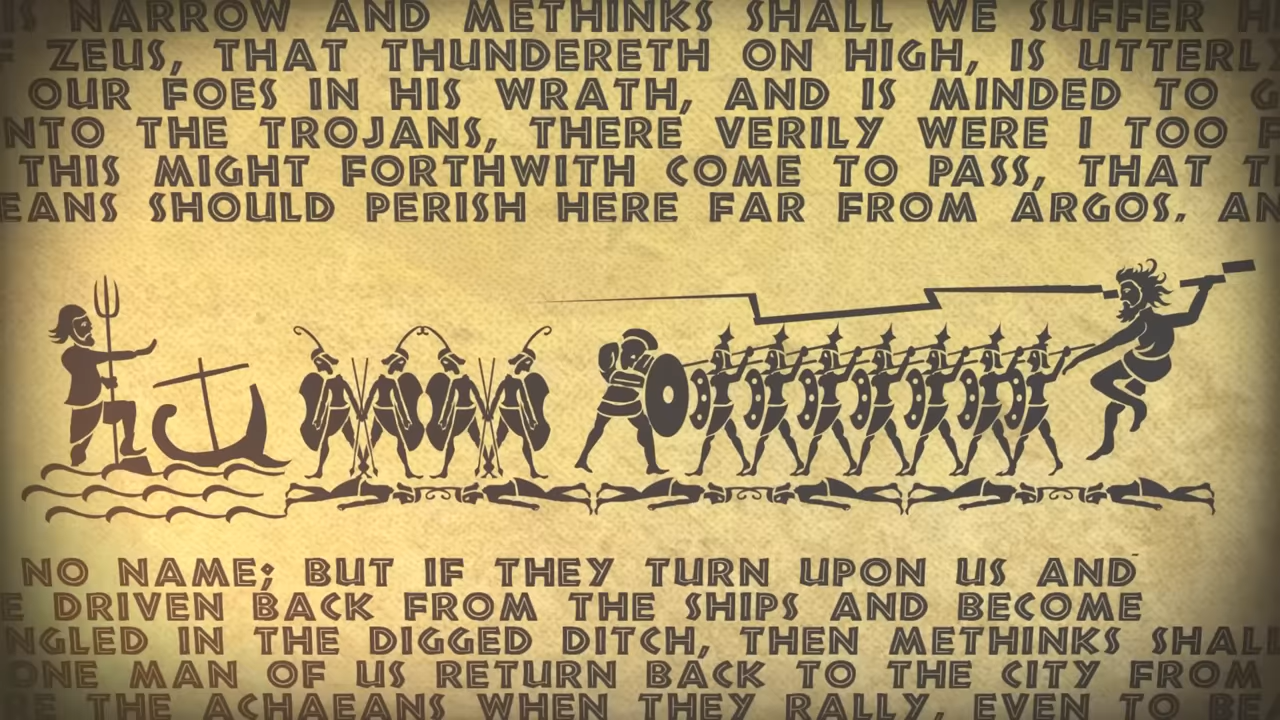 NARROW AND METHINKS SHALL WE SUFFER
ZEUS, THAT THUNDERETH ON HIGH, IS UTTERLY
OUR FOES IN HIS WRATH, AND IS MINDED TO
THE TROJANS, THERE VERILY WERE I TOO
THIS MIGHT FORTHWITH COME TO PASS, THAT
SHOULD PERISH HERE FAR FROM ARGOS, AN
NO NAME; BUT IF THEY TURN UPON US AND
E DRIVEN BACK FROM THE SHIPS AND BECOME
NGLED IN THE DIGGED DITCH, THEN METHINKS SHALL
ONE MAN OF US RETURN BACK TO THE CITY FROM
THE ACHAEANS WHEN THEY RALLY, EVEN TO BE